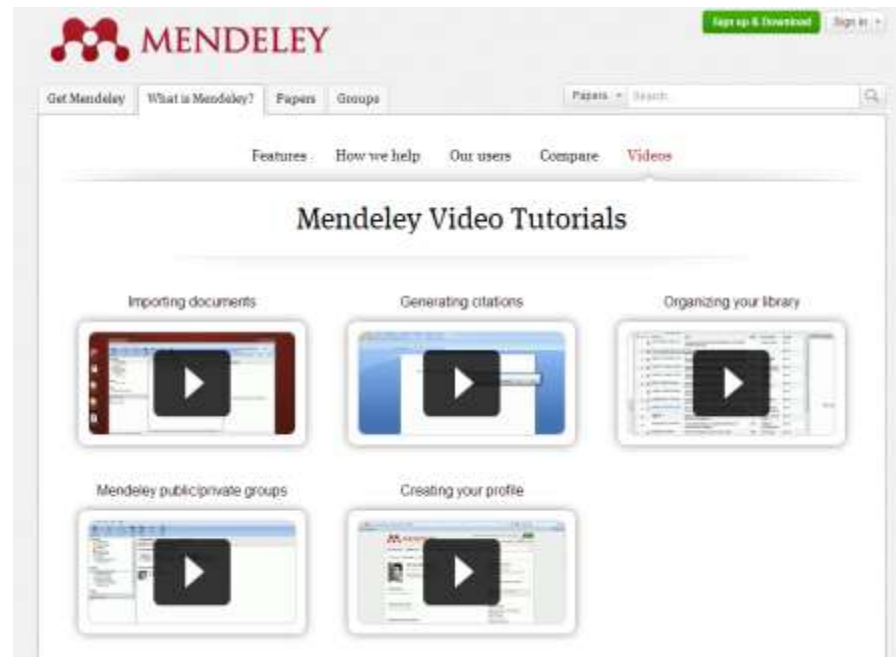 Sign up & Download Sign in
MENDELEY
Get Mendeley What is Mendeley? Papers Groups Papers Search
Features How we help Our users Compare Videos
Mendeley Video Tutorials
Importing documents Generating citations Organizing your library
Mendeley public/private groups Creating your profile